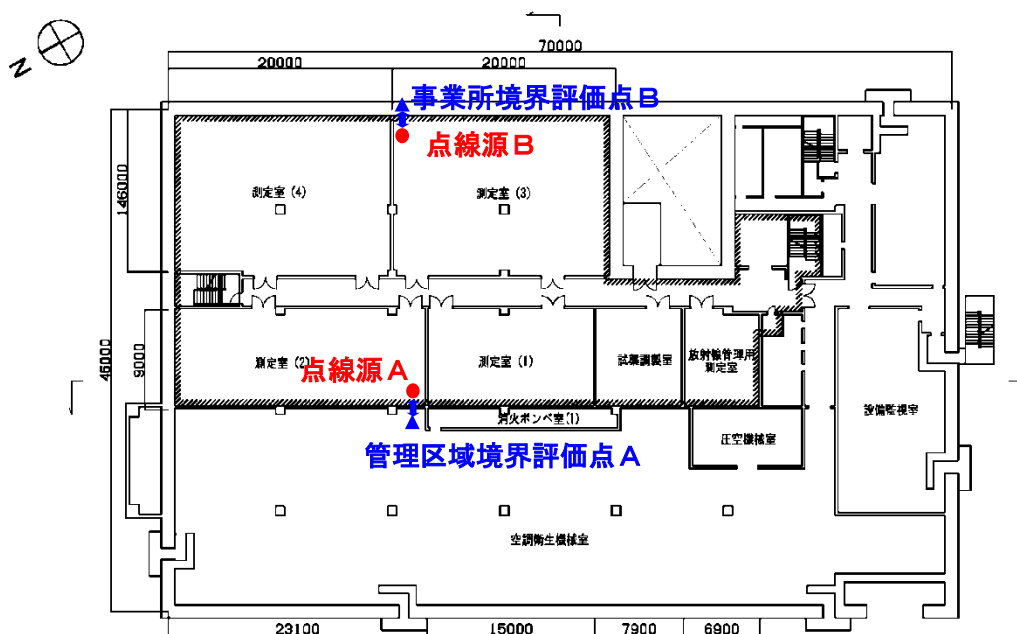 N
70000
20000
20000
事業所境界評価点B
点線源B
測定室 (4)
測定室 (3)
146000
46000
9000
測定室 (2)
点線源A
測定室 (1)
試料調製室
放射線管理用
測定室
消火ボンベ室(1)
管理区域境界評価点A
圧空機械室
設備監視室
空調衛生機械室
23100
15000
7900
6900